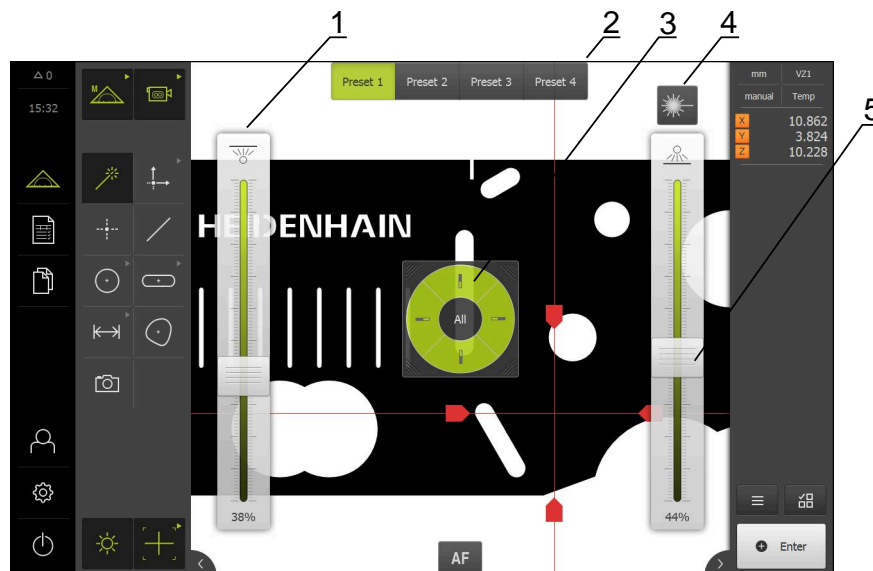 1
2
3
4
5
△ 0
15:32
M
Preset 1 Preset 2 Preset 3 Preset 4
mm VZ1
manual Temp
X 10.862
Y 3.824
Z 10.228
HEIDENHAIN
All
38%
44%
AF
Enter